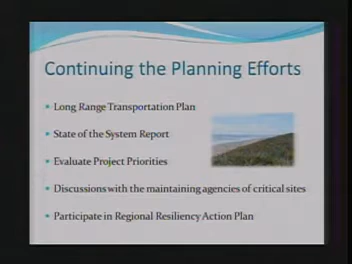 Continuing the Planning Efforts
Long Range Transportation Plan
State of the System Report
Evaluate Project Priorities
Discussions with the maintaining agencies of critical sites
Participate in Regional Resiliency Action Plan